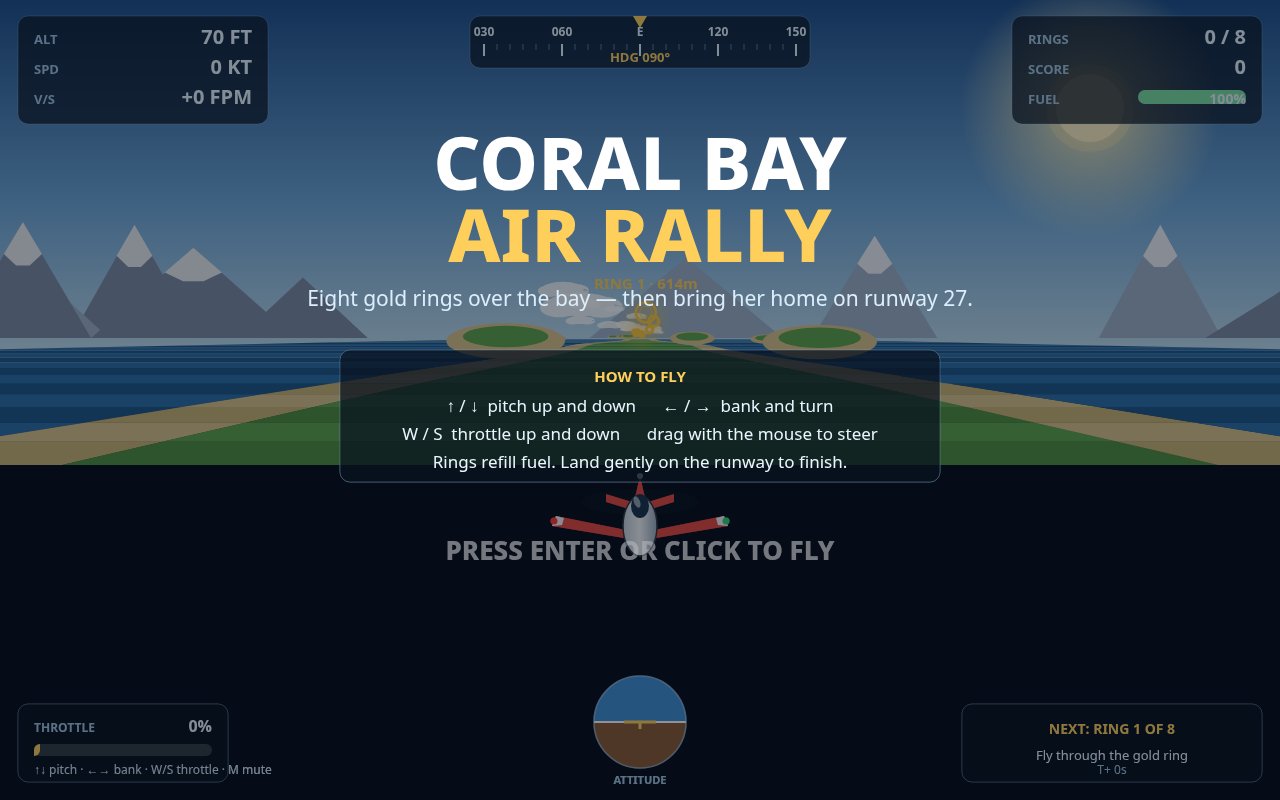 ALT 70 FT
SPD 0 KT
V/S +0 FPM
030 060 E 120 150
HDG 090°
RINGS 0 / 8
SCORE 0
FUEL 100%
CORAL BAY
AIR RALLY
RING 1 · 614m
Eight gold rings over the bay — then bring her home on runway 27.
HOW TO FLY
↑ / ↓ pitch up and down ← / → bank and turn
W / S throttle up and down drag with the mouse to steer
Rings refill fuel. Land gently on the runway to finish.
PRESS ENTER OR CLICK TO FLY
THROTTLE 0%
↑↓ pitch · ←→ bank · W/S throttle · M mute
ATTITUDE
NEXT: RING 1 OF 8
Fly through the gold ring
T+ 0s